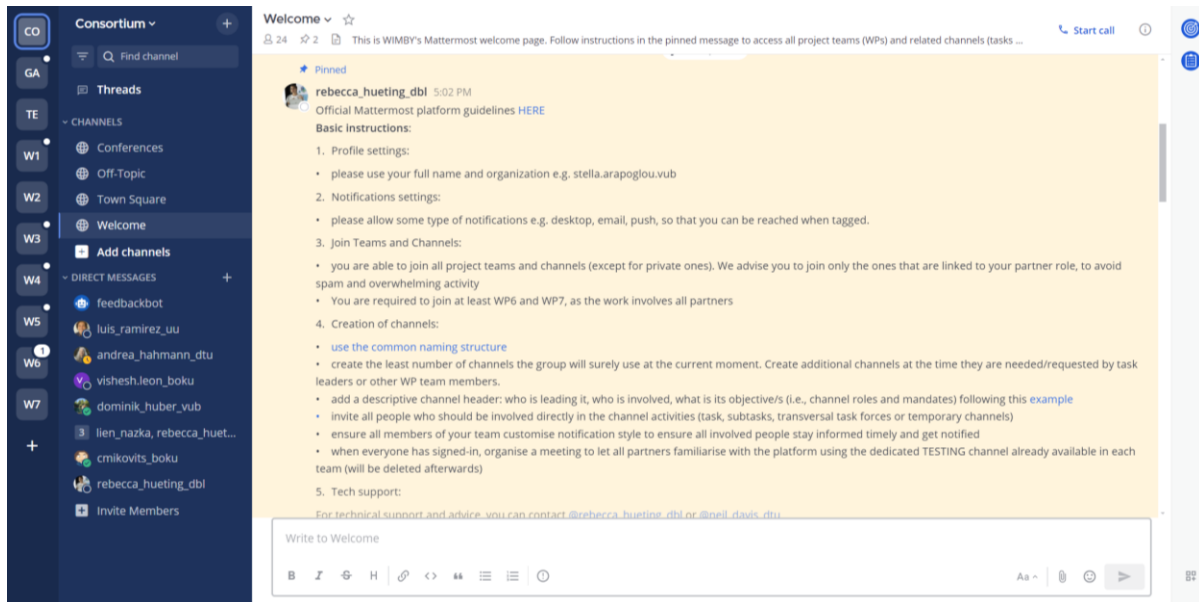 CO
GA
TE
W1
W2
W3
W4
W5
1
W6
W7
+
Consortium
+
Find channel
Threads
CHANNELS
Conferences
Off-Topic
Town Square
Welcome
Add channels
DIRECT MESSAGES +
feedbackbot
luis_ramirez_uu
andrea_hahmann_dtu
V vishesh.leon_boku
dominik_huber_vub
3 lien_nazka, rebecca_huet...
cmikovits_boku
rebecca_hueting_dbl
Invite Members
Welcome
24 2 This is WIMBY's Mattermost welcome page. Follow instructions in the pinned message to access all project teams (WPs) and related channels (tasks ...
Start call
Pinned
rebecca_hueting_dbl 5:02 PM
Official Mattermost platform guidelines HERE
Basic instructions:
1. Profile settings:
• please use your full name and organization e.g. stella.arapoglou.vub
2. Notifications settings:
• please allow some type of notifications e.g. desktop, email, push, so that you can be reached when tagged.
3. Join Teams and Channels:
• you are able to join all project teams and channels (except for private ones). We advise you to join only the ones that are linked to your partner role, to avoid
spam and overwhelming activity
• You are required to join at least WP6 and WP7, as the work involves all partners
4. Creation of channels:
• use the common naming structure
• create the least number of channels the group will surely use at the current moment. Create additional channels at the time they are needed/requested by task
leaders or other WP team members.
• add a descriptive channel header: who is leading it, who is involved, what is its objective/s (i.e., channel roles and mandates) following this example
• invite all people who should be involved directly in the channel activities (task, subtasks, transversal task forces or temporary channels)
• ensure all members of your team customise notification style to ensure all involved people stay informed timely and get notified
• when everyone has signed-in, organise a meeting to let all partners familiarise with the platform using the dedicated TESTING channel already available in each
team (will be deleted afterwards)
5. Tech support:
For technical support and advice, you can contact @rebecca_hueting_dbl or @neil_davis_dtu
Write to Welcome
B I S H Aa